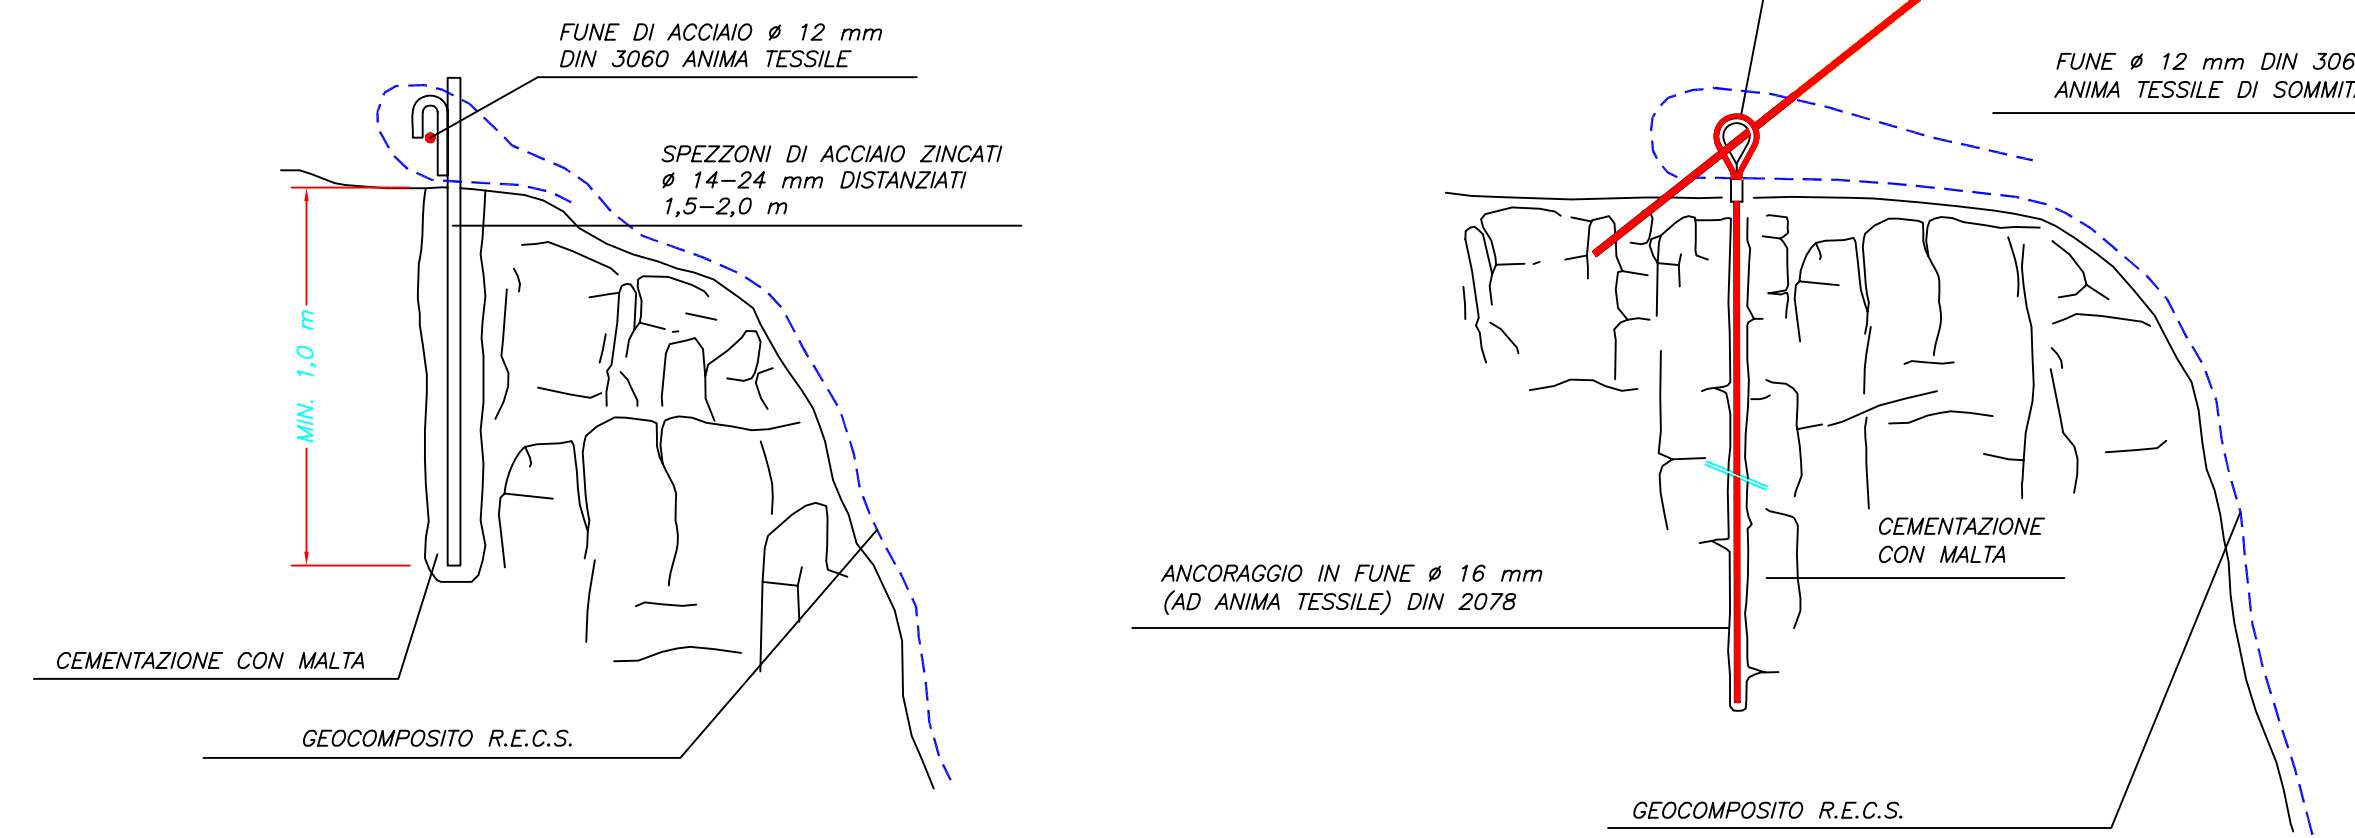 FUNE DI ACCIAIO ø 12 mm
DIN 3060 ANIMA TESSILE
SPEZZONI DI ACCIAIO ZINCATI
ø 14-24 mm DISTANZIATI
1,5-2,0 m
MIN. 1,0 m
CEMENTAZIONE CON MALTA
GEOCOMPOSITO R.E.C.S.
FUNE ø 12 mm DIN 306
ANIMA TESSILE DI SOMMIT
CEMENTAZIONE
CON MALTA
ANCORAGGIO IN FUNE ø 16 mm
(AD ANIMA TESSILE) DIN 2078
GEOCOMPOSITO R.E.C.S.